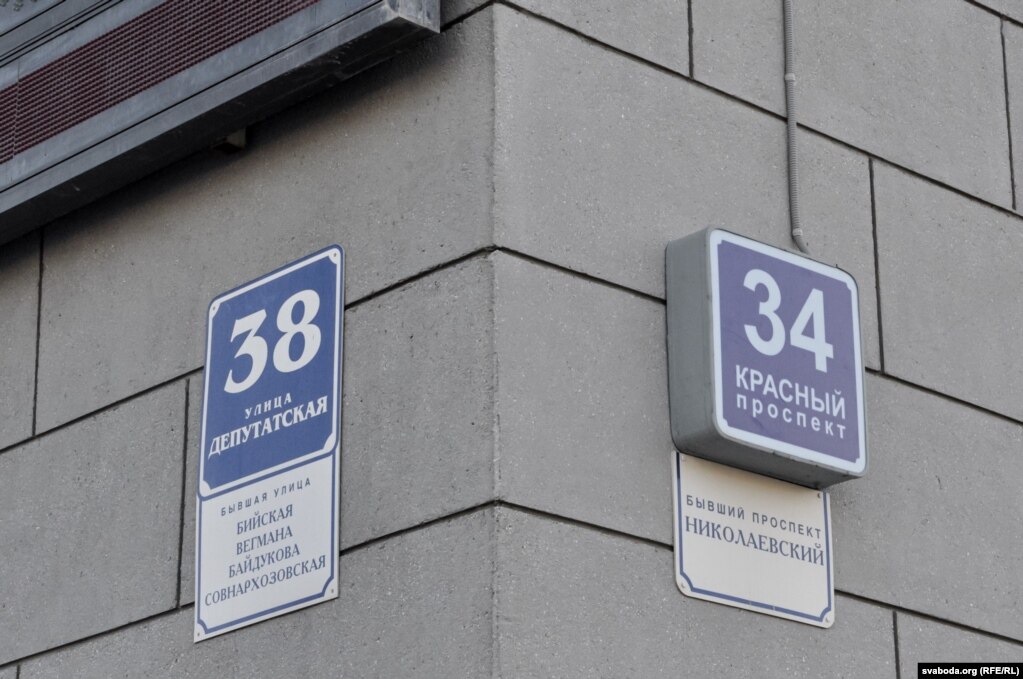 38
УЛИЦА
ДЕПУТАТСКАЯ
БЫВШАЯ УЛИЦА
БИЙСКАЯ
ВЕГМАНА
БАЙДУКОВА
СОВНАРХОЗОВСКАЯ
34
КРАСНЫЙ
проспект
БЫВШИЙ ПРОСПЕКТ
НИКОЛАЕВСКИЙ
svaboda.org (RFE/RL)